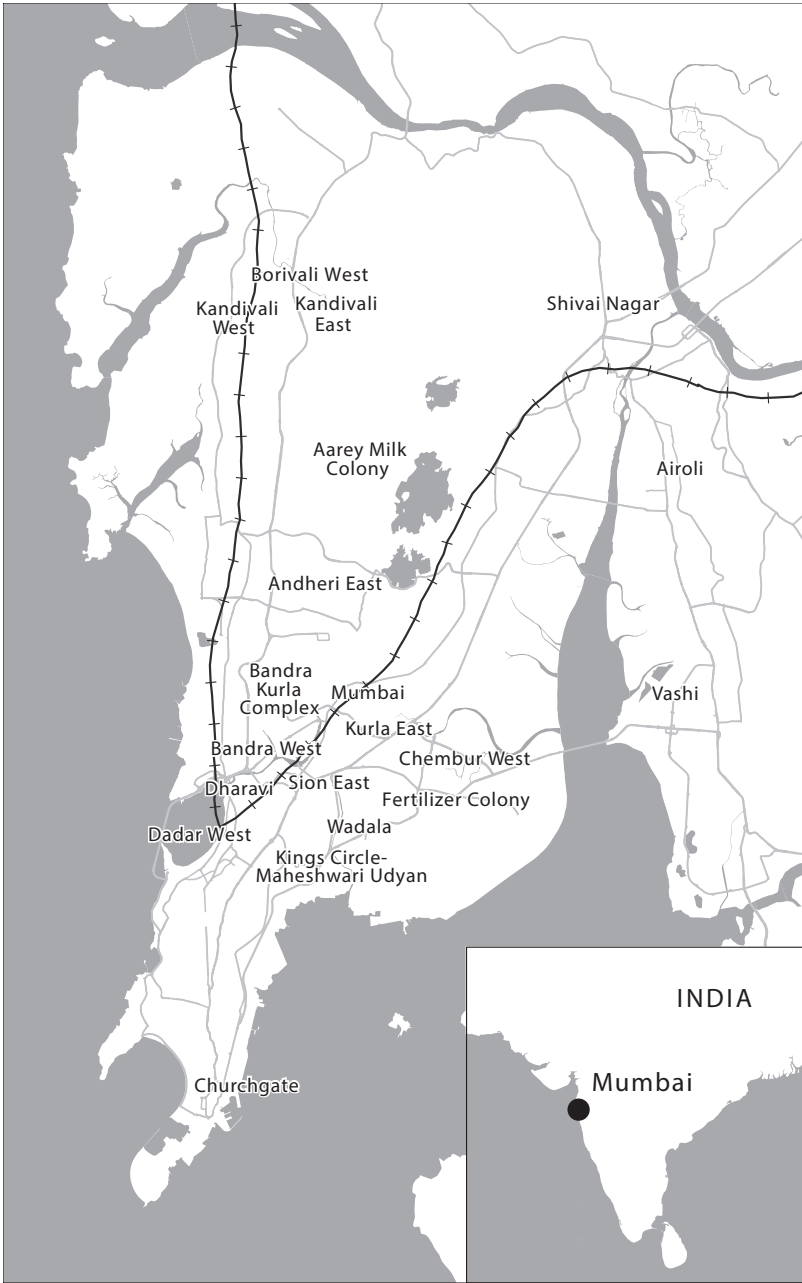 Borivali West
Kandivali
West
Kandivali
East
Shivai Nagar
Aarey Milk
Colony
Airoli
Andheri East
Bandra
Kurla
Complex
Mumbai
Vashi
Kurla East
Bandra West
Chembur West
Dharavi
Sion East
Fertilizer Colony
Dadar West
Wadala
Kings Circle-
Maheshwari Udyan
INDIA
Mumbai
Churchgate